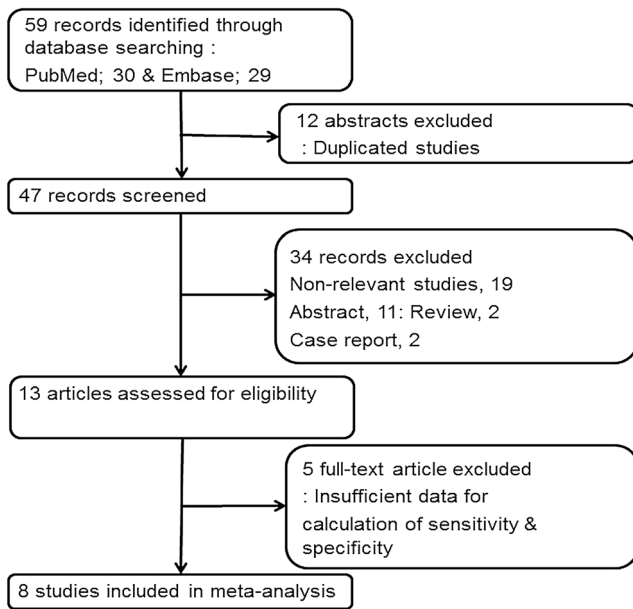 59 records identified through
database searching :
PubMed; 30 & Embase; 29
12 abstracts excluded
: Duplicated studies
47 records screened
34 records excluded
Non-relevant studies, 19
Abstract, 11: Review, 2
Case report, 2
13 articles assessed for eligibility
5 full-text article excluded
: Insufficient data for
calculation of sensitivity &
specificity
8 studies included in meta-analysis